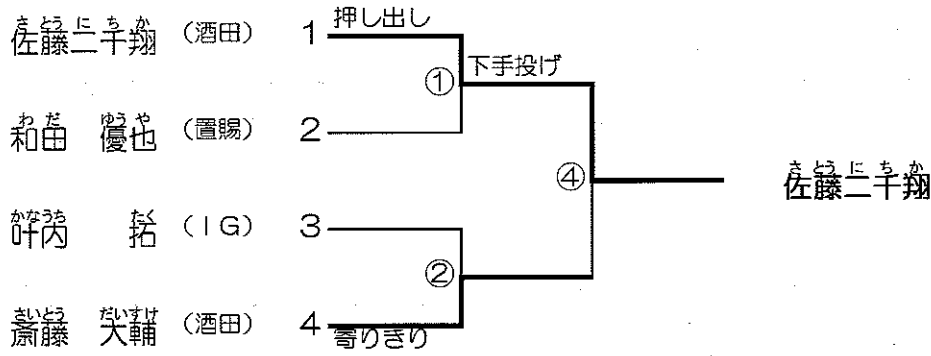 押し出し
さとうにちか
佐藤二千翔 (酒田) 1
下手投げ
①
わだ ゆうや
和田 優也 (置賜) 2
④
さとうにちか
佐藤二千翔
かなうち たく
叶内 拓 (IG) 3
②
さいとう だいすけ
斎藤 大輔 (酒田) 4
寄りきり